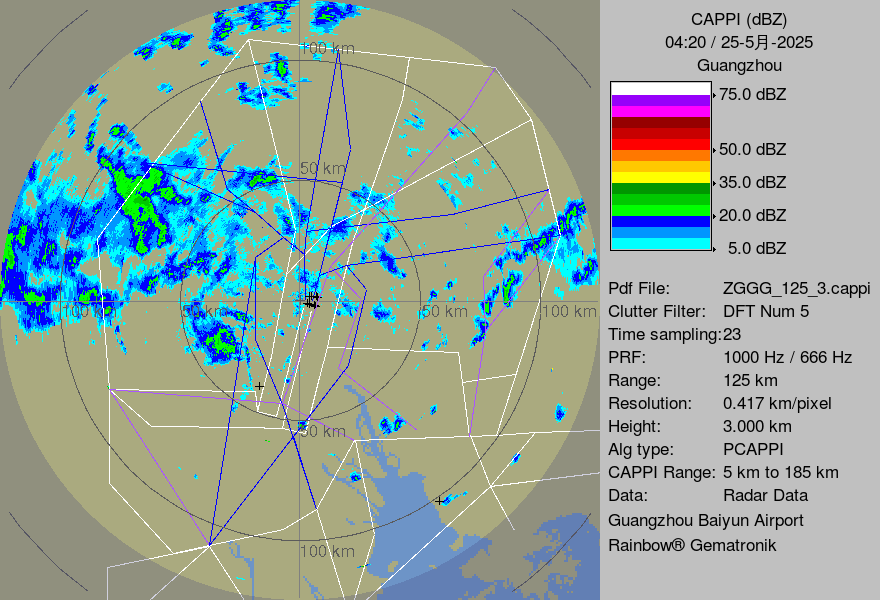 100 km
50 km
100 km
50 km
50 km
100 km
50 km
100 km
CAPPI (dBZ)
04:20 / 25-5月-2025
Guangzhou
75.0 dBZ
50.0 dBZ
35.0 dBZ
20.0 dBZ
5.0 dBZ
Pdf File: ZGGG_125_3.cappi
Clutter Filter: DFT Num 5
Time sampling:23
PRF: 1000 Hz / 666 Hz
Range: 125 km
Resolution: 0.417 km/pixel
Height: 3.000 km
Alg type: PCAPPI
CAPPI Range: 5 km to 185 km
Data: Radar Data
Guangzhou Baiyun Airport
Rainbow® Gematronik